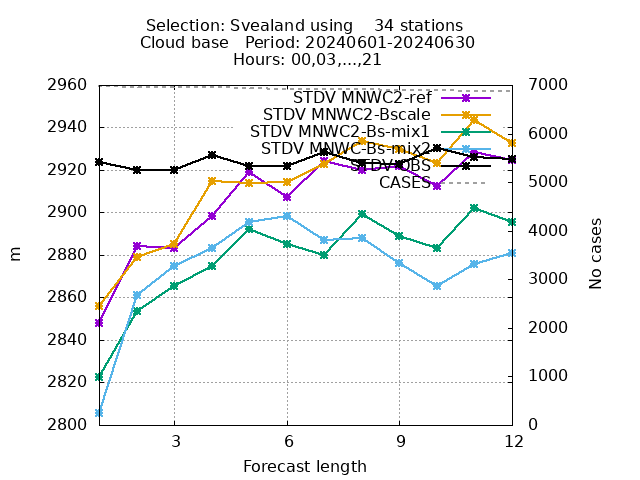 Selection: Svealand using    34 stations
Cloud base   Period: 20240601-20240630
Hours: 00,03,...,21
2960
2940
2920
2900
2880
2860
2840
2820
2800
7000
6000
5000
4000
3000
2000
1000
0
STDV MNWC2-ref
STDV MNWC2-Bscale
STDV MNWC2-Bs-mix1
STDV MNWC-Bs-mix2
STDV OBS
CASES
m
No cases
3
6
9
12
Forecast length